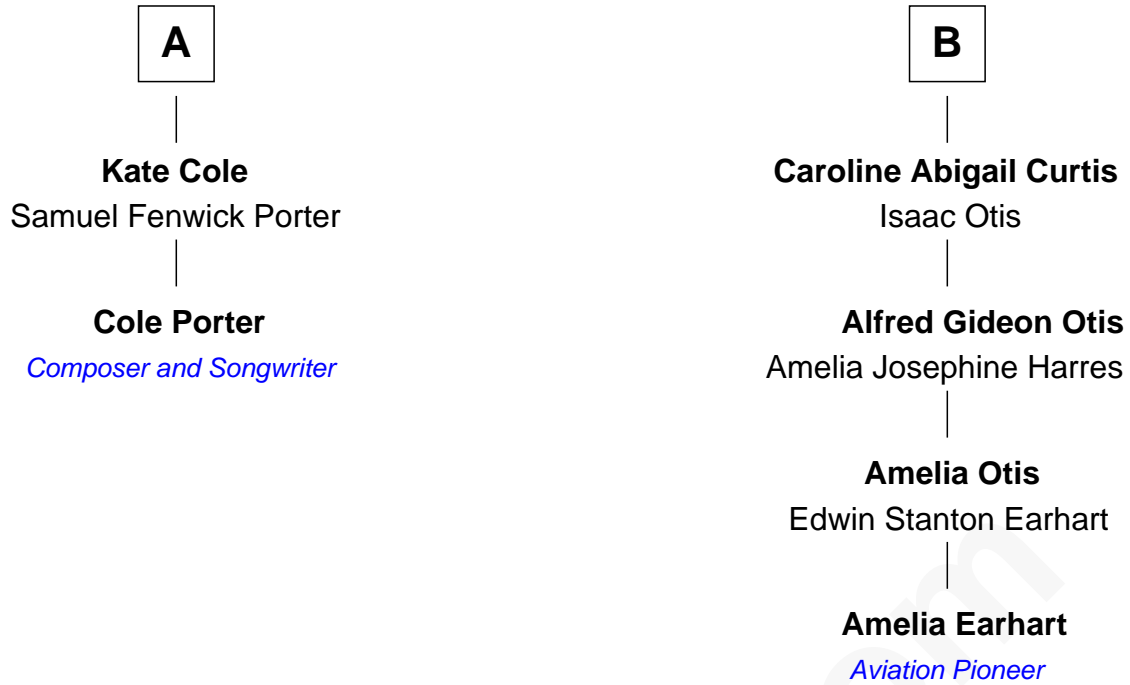 A
Kate Cole
Samuel Fenwick Porter
Cole Porter
Composer and Songwriter
B
Caroline Abigail Curtis
Isaac Otis
Alfred Gideon Otis
Amelia Josephine Harres
Amelia Otis
Edwin Stanton Earhart
Amelia Earhart
Aviation Pioneer